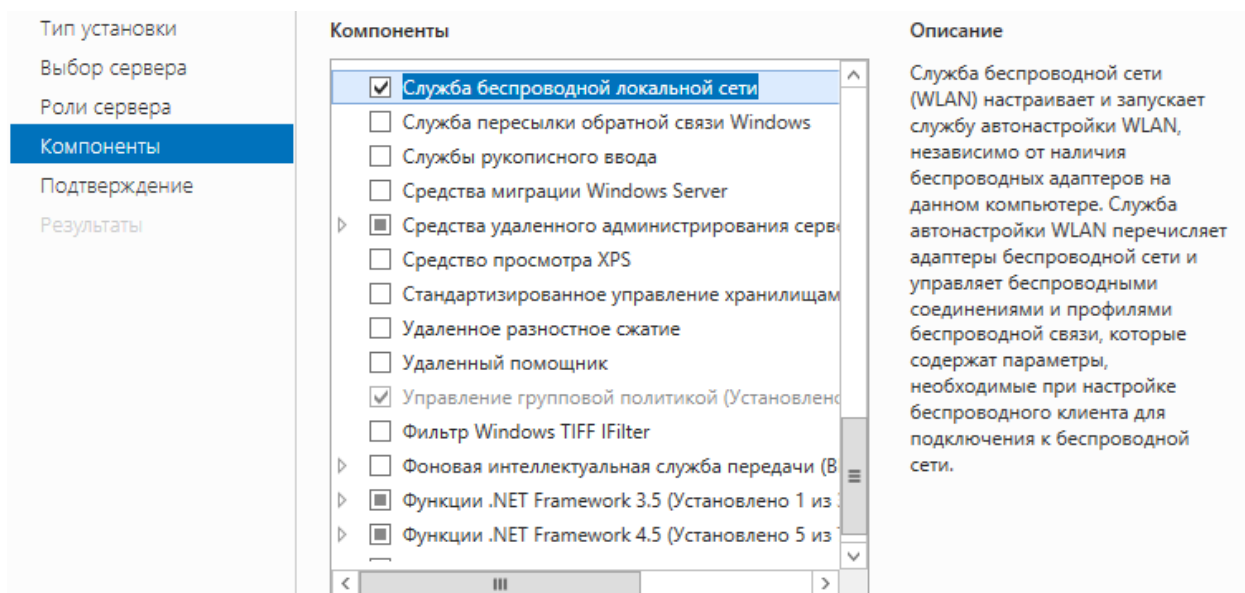 Тип установки
Выбор сервера
Роли сервера
Компоненты
Подтверждение
Результаты
Компоненты
Служба беспроводной локальной сети
Служба пересылки обратной связи Windows
Службы рукописного ввода
Средства миграции Windows Server
Средства удаленного администрирования серве
Средство просмотра XPS
Стандартизированное управление хранилищам
Удаленное разностное сжатие
Удаленный помощник
Управление групповой политикой (Установлено
Фильтр Windows TIFF IFilter
Фоновая интеллектуальная служба передачи (B
Функции .NET Framework 3.5 (Установлено 1 из
Функции .NET Framework 4.5 (Установлено 5 из
Описание
Служба беспроводной сети
(WLAN) настраивает и запускает
службу автонастройки WLAN,
независимо от наличия
беспроводных адаптеров на
данном компьютере. Служба
автонастройки WLAN перечисляет
адаптеры беспроводной сети и
управляет беспроводными
соединениями и профилями
беспроводной связи, которые
содержат параметры,
необходимые при настройке
беспроводного клиента для
подключения к беспроводной
сети.